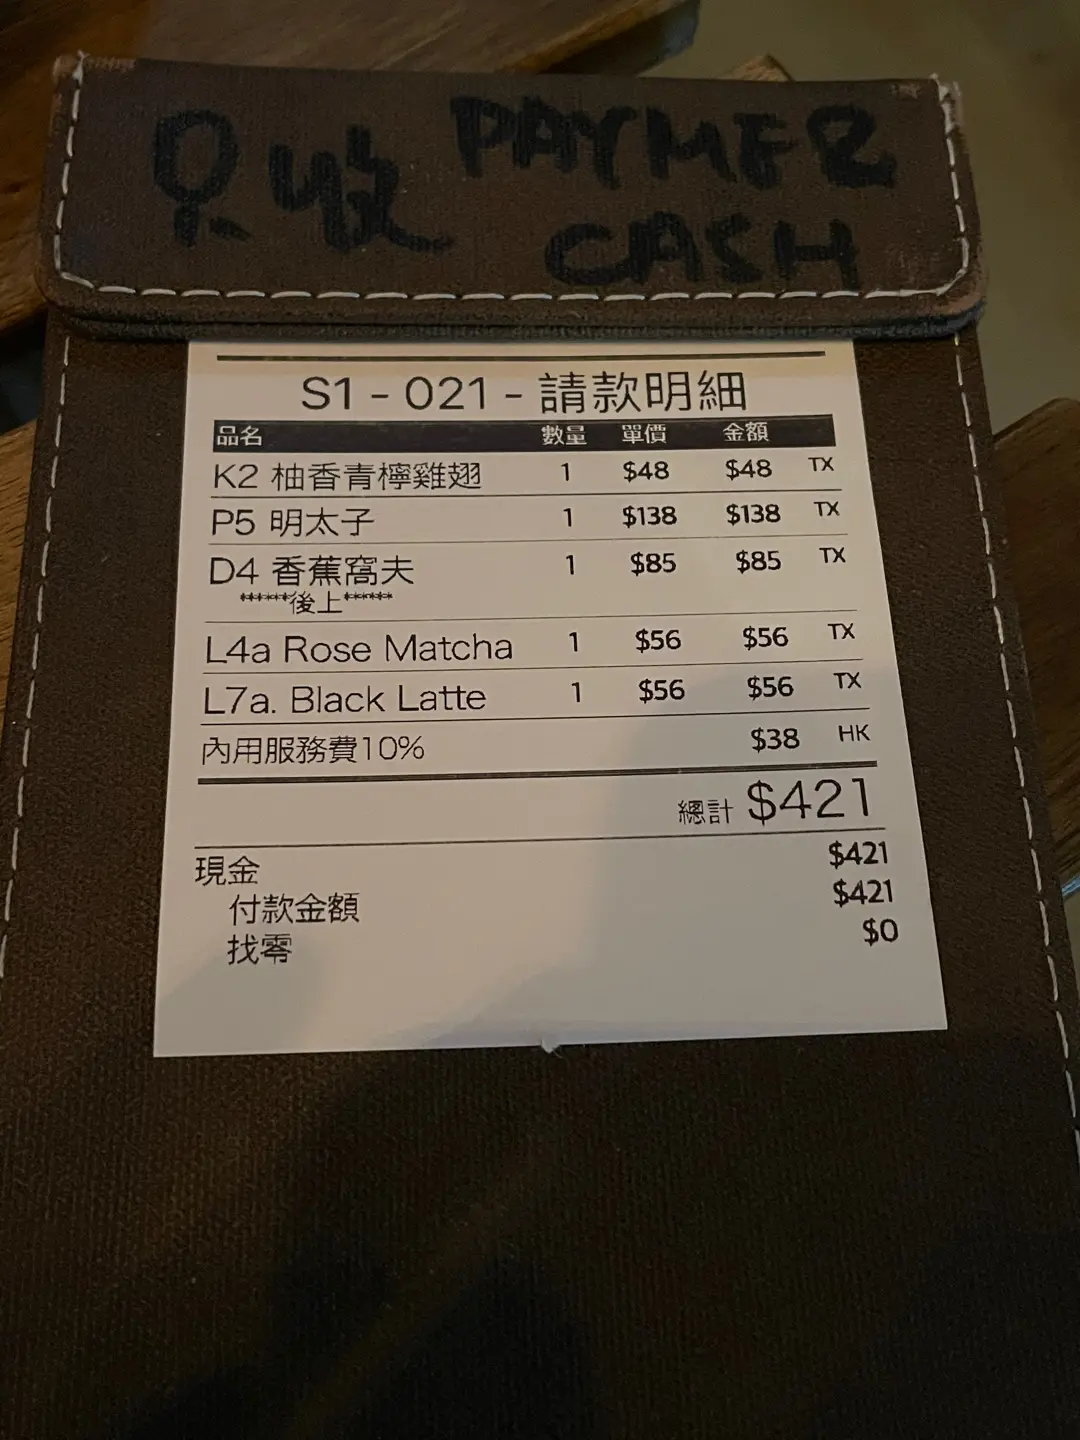 只收 PAYMER
CASH
S1 - 021 - 請款明細
品名 數量 單價 金額
K2 柚香青檸雞翅 1 $48 $48 TX
P5 明太子 1 $138 $138 TX
D4 香蕉窩夫 1 $85 $85 TX
******後上******
L4a Rose Matcha 1 $56 $56 TX
L7a. Black Latte 1 $56 $56 TX
內用服務費10% $38 HK
總計 $421
現金 $421
付款金額 $421
找零 $0